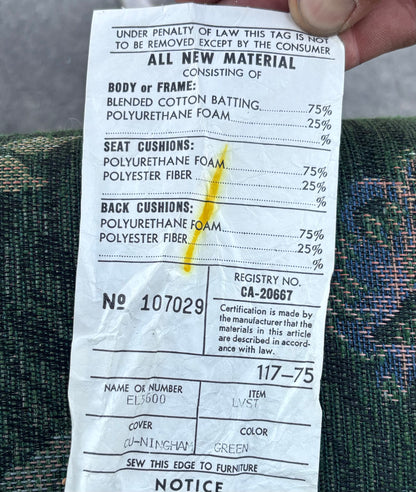 UNDER PENALTY OF LAW THIS TAG IS NOT
TO BE REMOVED EXCEPT BY THE CONSUMER
ALL NEW MATERIAL
CONSISTING OF
BODY or FRAME:
BLENDED COTTON BATTING........75%
POLYURETHANE FOAM........25%
........%
SEAT CUSHIONS:
POLYURETHANE FOAM........75%
POLYESTER FIBER........25%
........%
BACK CUSHIONS:
POLYURETHANE FOAM........75%
POLYESTER FIBER........25%
........%
REGISTRY NO.
CA-20667
No 107029
Certification is made by
the manufacturer that the
materials in this article
are described in accord-
ance with law.
117-75
NAME OR NUMBER
EL3600
ITEM
LVST
COVER
CU-NINGHAM
COLOR
GREEN
SEW THIS EDGE TO FURNITURE
NOTICE